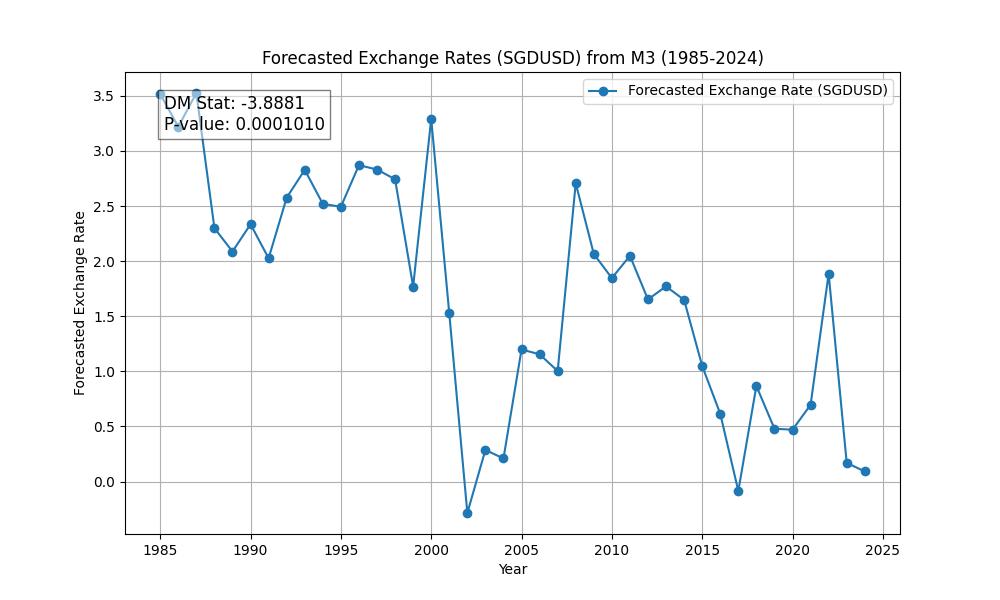 Forecasted Exchange Rates (SGDUSD) from M3 (1985-2024)
Forecasted Exchange Rate (SGDUSD)
DM Stat: -3.8881
P-value: 0.0001010
Forecasted Exchange Rate
3.5
3.0
2.5
2.0
1.5
1.0
0.5
0.0
1985 1990 1995 2000 2005 2010 2015 2020 2025
Year